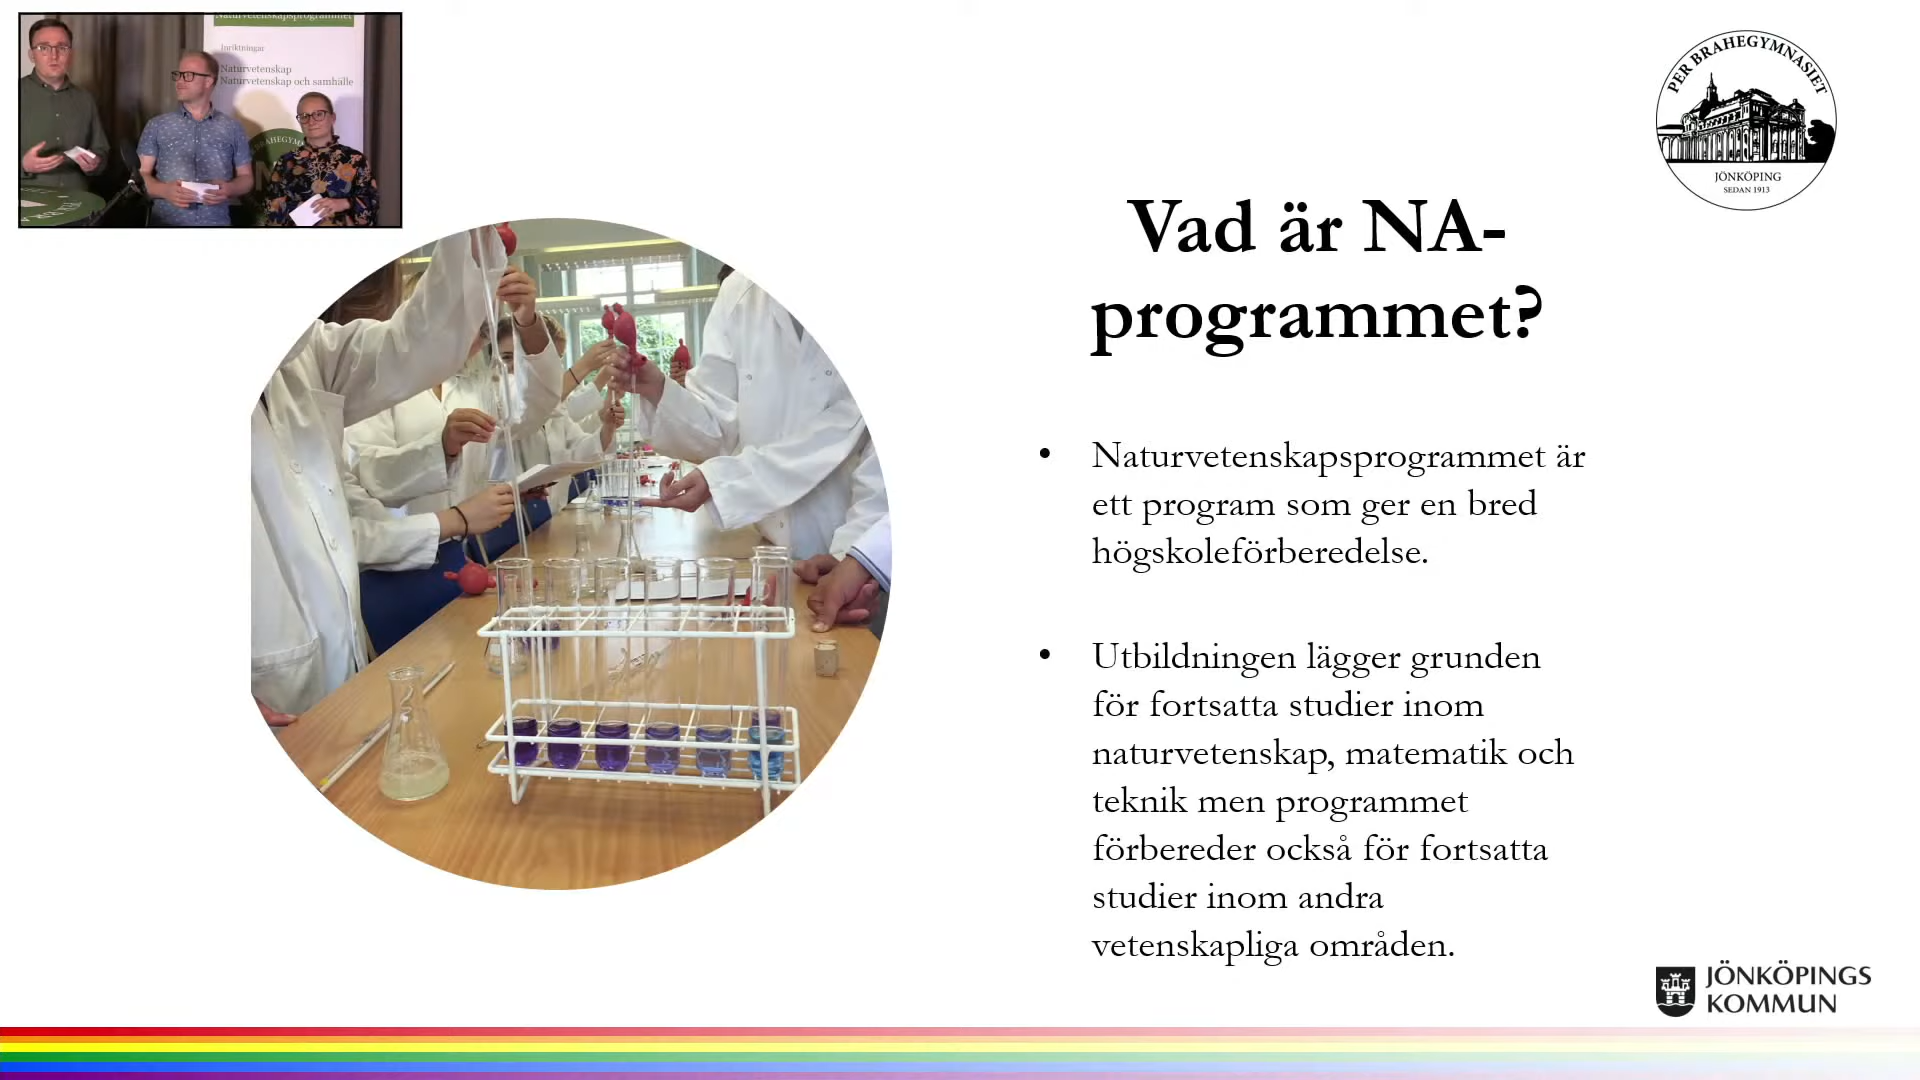 Naturvetenskapsprogrammet
Inriktningar
Naturvetenskap
Naturvetenskap och samhälle
PER BRAHEGYMNASIET
JÖNKÖPING
SEDAN 1913
Vad är NA-
programmet?
• Naturvetenskapsprogrammet är
ett program som ger en bred
högskoleförberedelse.
• Utbildningen lägger grunden
för fortsatta studier inom
naturvetenskap, matematik och
teknik men programmet
förbereder också för fortsatta
studier inom andra
vetenskapliga områden.
JÖNKÖPINGS
KOMMUN